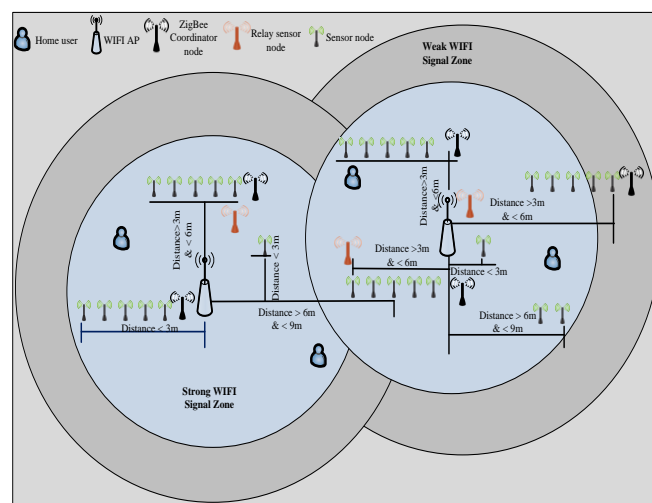 Home user
WIFI AP
ZigBee
Coordinator
node
Relay sensor
node
Sensor node
Weak WIFI
Signal Zone
Distance>3m
& <6m
Distance >3m
& < 6m
Distance>3m
& < 6m
Distance < 3m
Distance >3m
& < 6m
Distance < 3m
Distance < 3m
Distance > 6m
& <9m
Distance > 6m
& <9m
Strong WIFI
Signal Zone